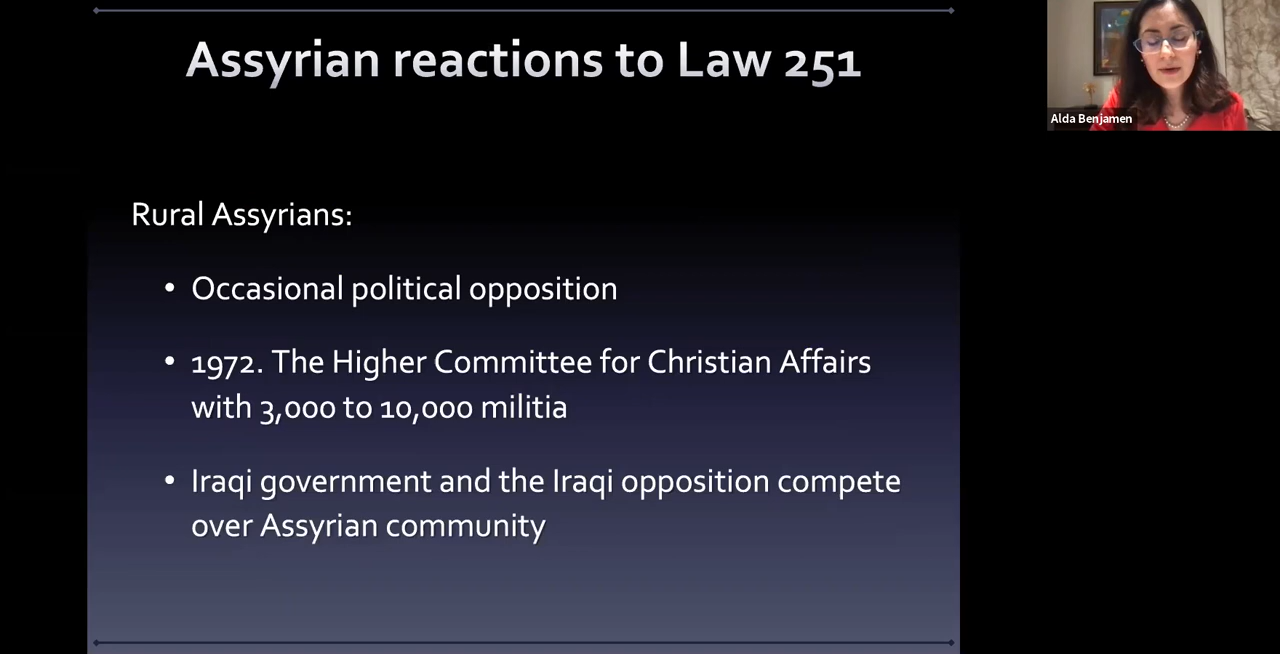 Assyrian reactions to Law 251
Alda Benjamen
Rural Assyrians:
• Occasional political opposition
• 1972. The Higher Committee for Christian Affairs
with 3,000 to 10,000 militia
• Iraqi government and the Iraqi opposition compete
over Assyrian community